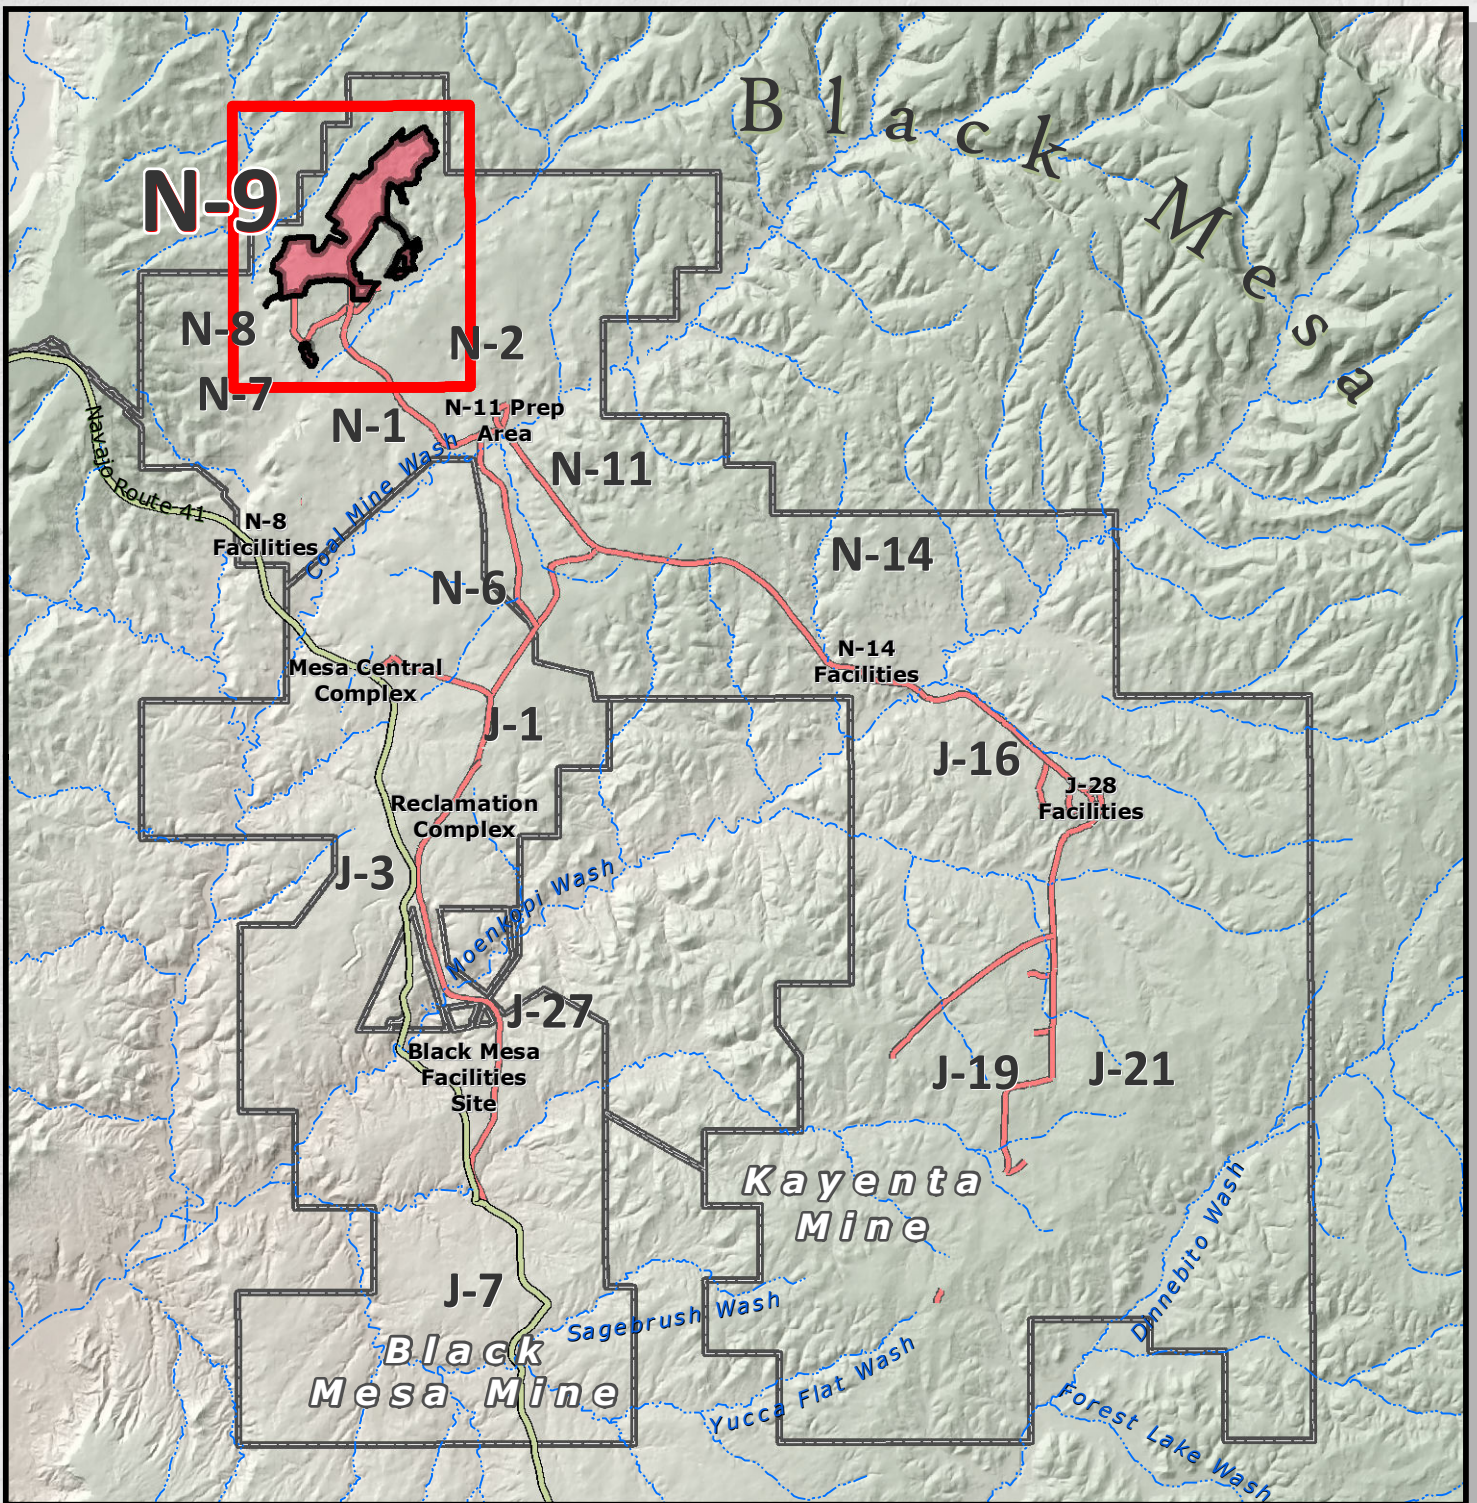 Black Mesa
N-9
N-8
N-2
N-7
N-1
N-11 Prep
Area
Coal Mine Wash
N-11
Navajo Route 41
N-8
Facilities
N-14
N-6
N-14
Facilities
Mesa Central
Complex
J-1
J-16
J-28
Facilities
Reclamation
Complex
J-3
Moenkopi Wash
J-27
Black Mesa
Facilities
Site
J-19
J-21
Kayenta
Mine
Dinnebito Wash
J-7
Sagebrush Wash
Black
Mesa Mine
Yucca Flat Wash
Forest Lake Wash